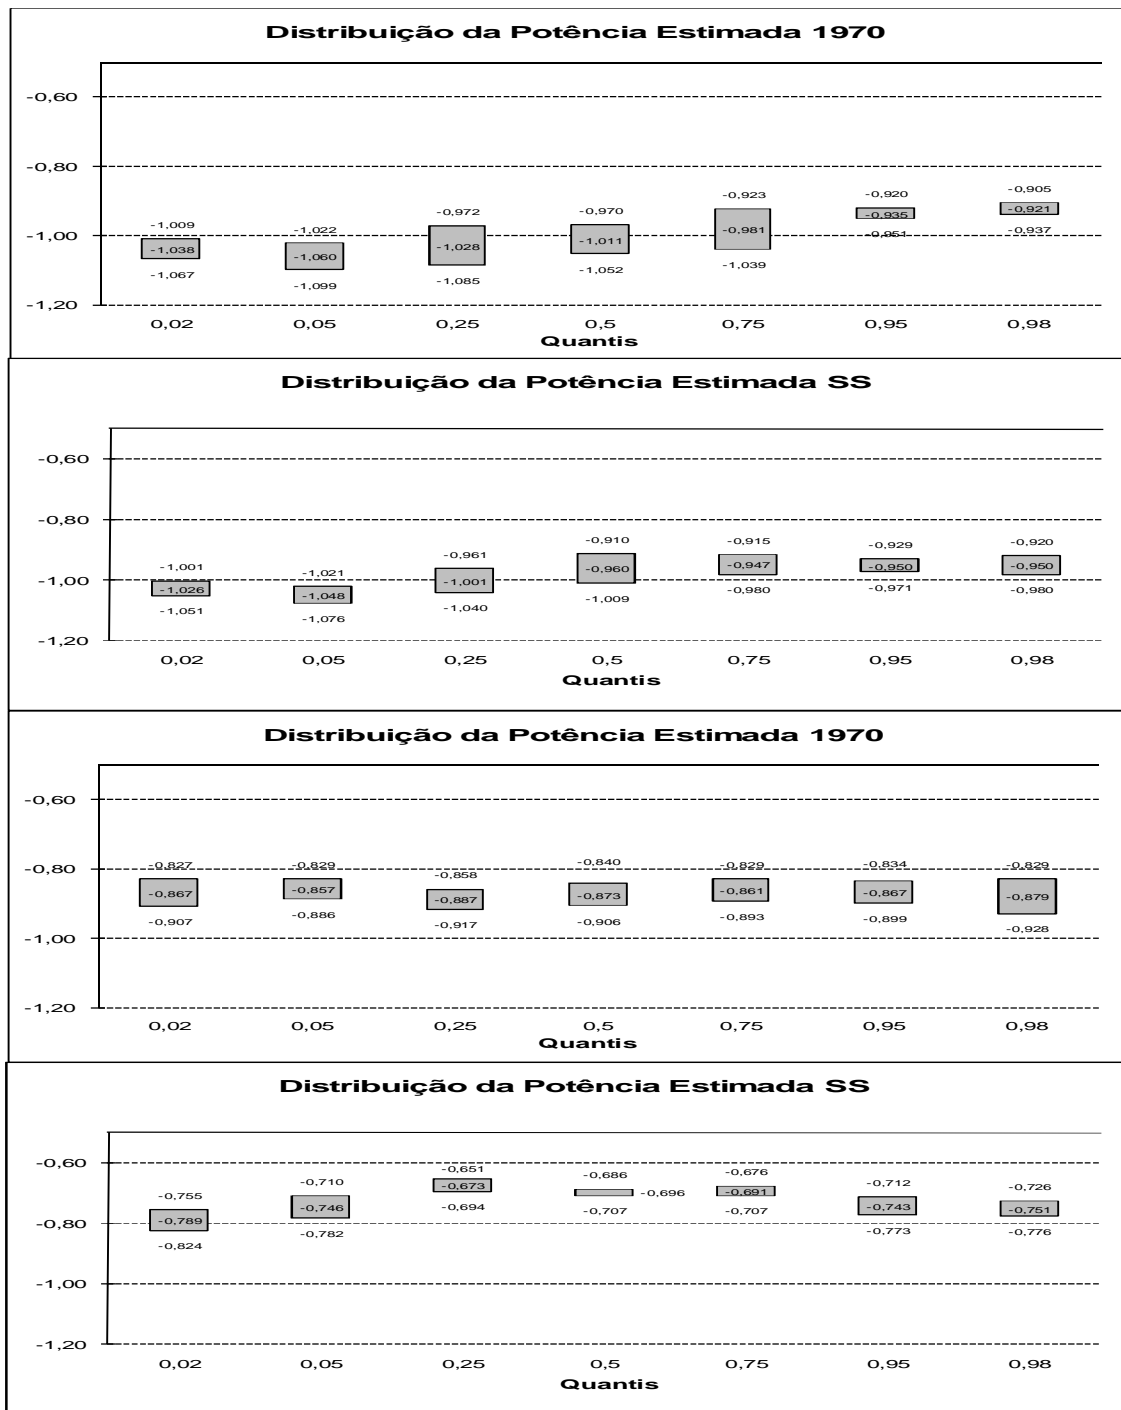 Distribuição da Potência Estimada 1970
-0,60
-0,80
-1,00
-1,20
-1,009 -1,022 -0,972 -0,970 -0,923 -0,920 -0,905
-1,038 -1,060 -1,028 -1,011 -0,981 -0,935 -0,921
-1,067 -1,099 -1,085 -1,052 -1,039 -0,951 -0,937
0,02 0,05 0,25 0,5 0,75 0,95 0,98
Quantis
Distribuição da Potência Estimada SS
-0,60
-0,80
-1,00
-1,20
-1,001 -1,021 -0,961 -0,910 -0,915 -0,929 -0,920
-1,026 -1,048 -1,001 -0,960 -0,947 -0,950 -0,950
-1,051 -1,076 -1,040 -1,009 -0,980 -0,971 -0,980
0,02 0,05 0,25 0,5 0,75 0,95 0,98
Quantis
Distribuição da Potência Estimada 1970
-0,60
-0,80
-1,00
-1,20
-0,827 -0,829 -0,858 -0,840 -0,829 -0,834 -0,829
-0,867 -0,857 -0,887 -0,873 -0,861 -0,867 -0,879
-0,907 -0,886 -0,917 -0,906 -0,893 -0,899 -0,928
0,02 0,05 0,25 0,5 0,75 0,95 0,98
Quantis
Distribuição da Potência Estimada SS
-0,60
-0,80
-1,00
-1,20
-0,755 -0,710 -0,651 -0,686 -0,676 -0,712 -0,726
-0,789 -0,746 -0,673 -0,696 -0,691 -0,743 -0,751
-0,824 -0,782 -0,694 -0,707 -0,707 -0,773 -0,776
0,02 0,05 0,25 0,5 0,75 0,95 0,98
Quantis